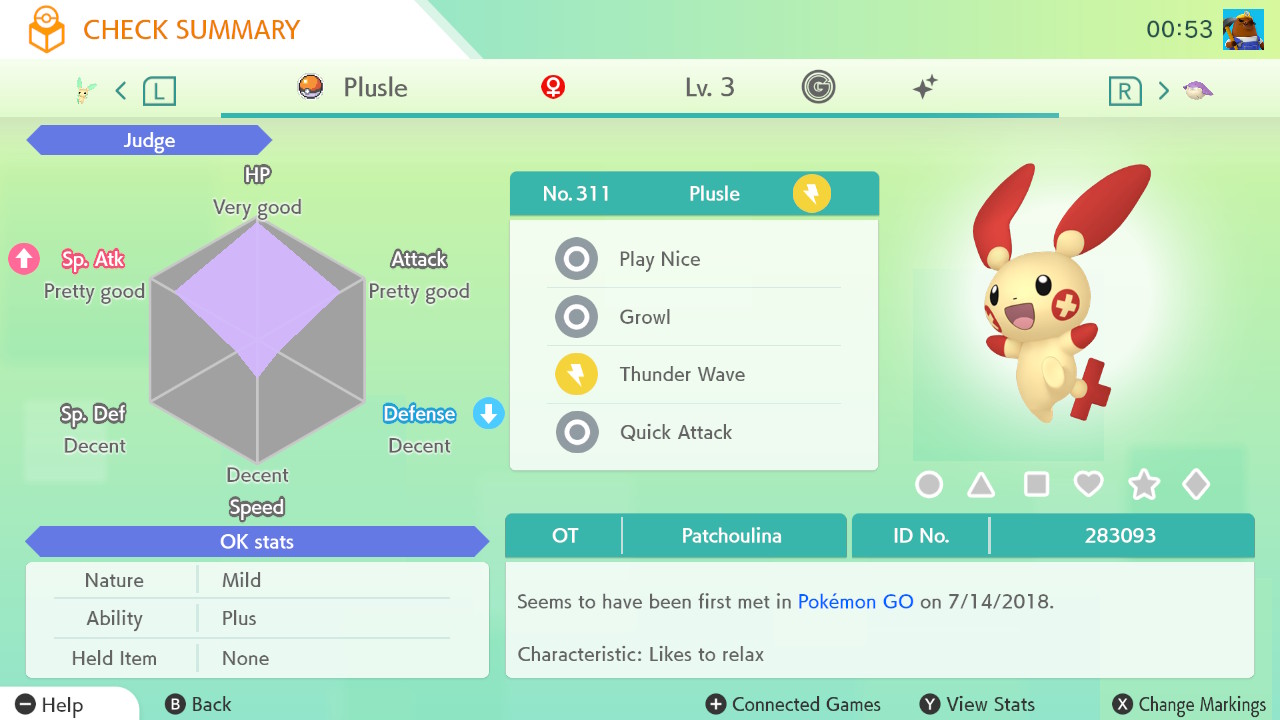 CHECK SUMMARY
00:53
L
Plusle
Lv. 3
G
R
Judge
HP
Very good
Sp. Atk
Pretty good
Attack
Pretty good
Sp. Def
Decent
Defense
Decent
Decent
Speed
OK stats
Nature Mild
Ability Plus
Held Item None
No. 311 Plusle
Play Nice
Growl
Thunder Wave
Quick Attack
OT Patchoulina ID No. 283093
Seems to have been first met in Pokémon GO on 7/14/2018.
Characteristic: Likes to relax
Help
B Back
Connected Games
Y View Stats
X Change Markings